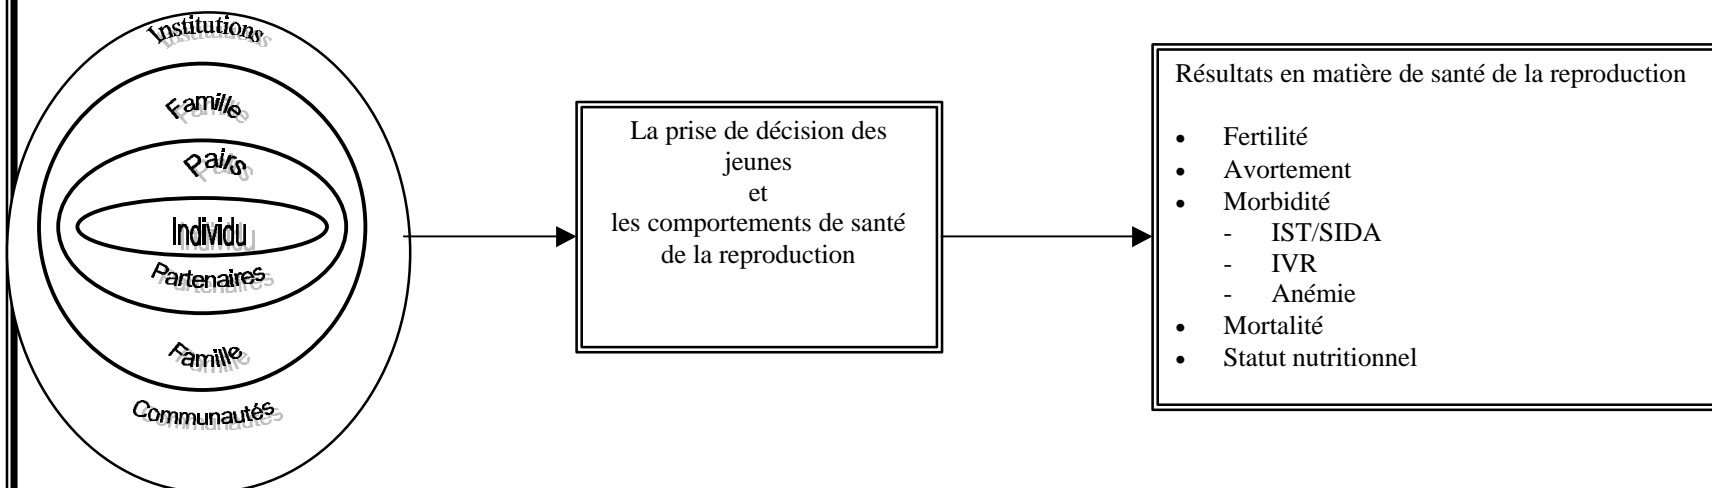 Institutions
Famille
Pairs
Individu
Partenaires
Famille
Communautés
La prise de décision des
jeunes
et
les comportements de santé
de la reproduction
Résultats en matière de santé de la reproduction
• Fertilité
• Avortement
• Morbidité
- IST/SIDA
- IVR
- Anémie
• Mortalité
• Statut nutritionnel